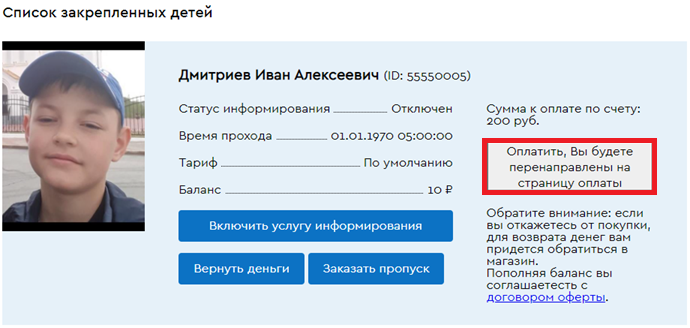 Список закрепленных детей
Дмитриев Иван Алексеевич (ID: 55550005)
Статус информирования Отключен
Время прохода 01.01.1970 05:00:00
Тариф По умолчанию
Баланс 10 ₽
Включить услугу информирования
Вернуть деньги Заказать пропуск
Сумма к оплате по счету:
200 руб.
Оплатить, Вы будете
перенаправлены на
страницу оплаты
Обратите внимание: если
вы откажетесь от покупки,
для возврата денег вам
придется обратиться в
магазин.
Пополняя баланс вы
соглашаетесь с
договором оферты.